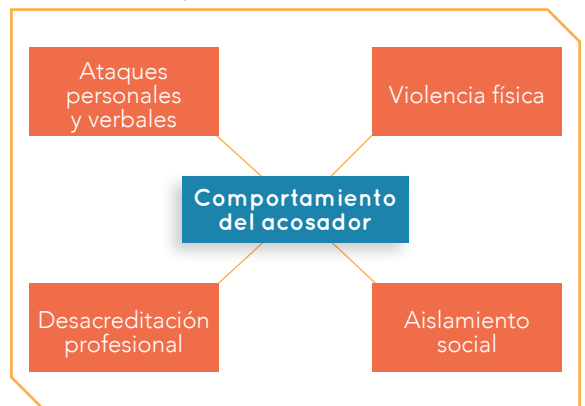 Ataques
personales
y verbales
Violencia física
Comportamiento
del acosador
Desacreditación
profesional
Aislamiento
social